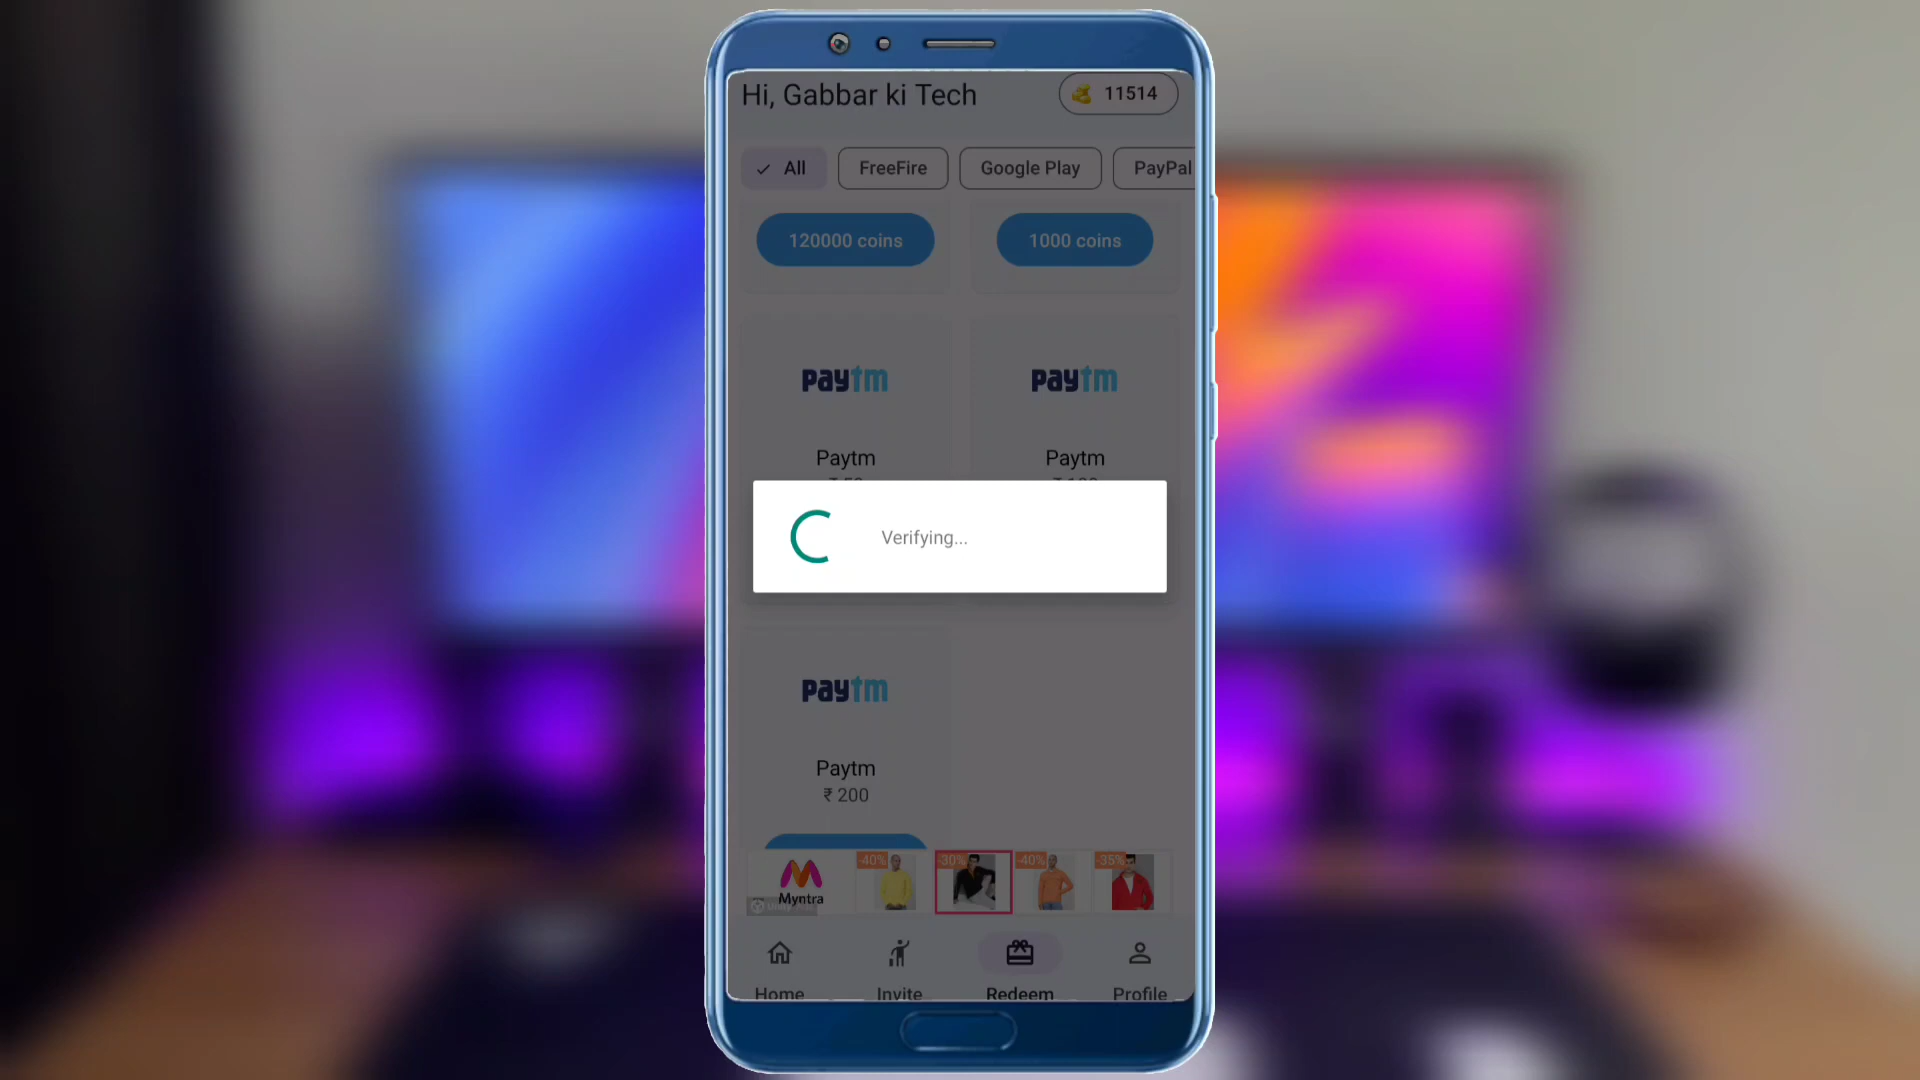 Hi, Gabbar ki Tech
11514
All
FreeFire
Google Play
PayPal
120000 coins
1000 coins
paytm
paytm
Paytm
Paytm
Verifying...
paytm
Paytm
₹ 200
-40%
-30%
-40%
-35%
Myntra
Home
Invite
Redeem
Profile